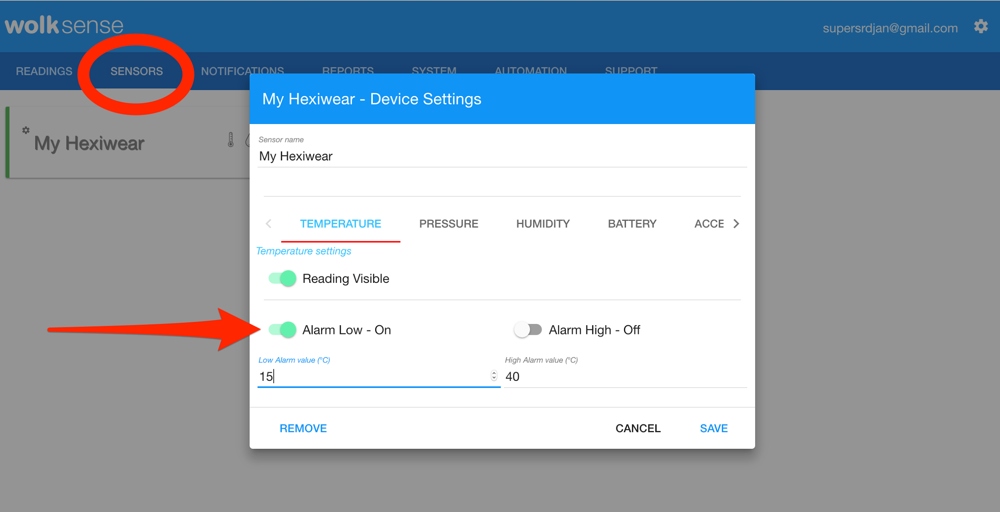 wolksense
supersrdjan@gmail.com
READINGS SENSORS NOTIFICATIONS REPORTS SYSTEM AUTOMATION SUPPORT
My Hexiwear - Device Settings
My Hexiwear
Sensor name
My Hexiwear
TEMPERATURE PRESSURE HUMIDITY BATTERY ACCE
Temperature settings
Reading Visible
Alarm Low - On Alarm High - Off
Low Alarm value (°C) High Alarm value (°C)
15 40
REMOVE CANCEL SAVE